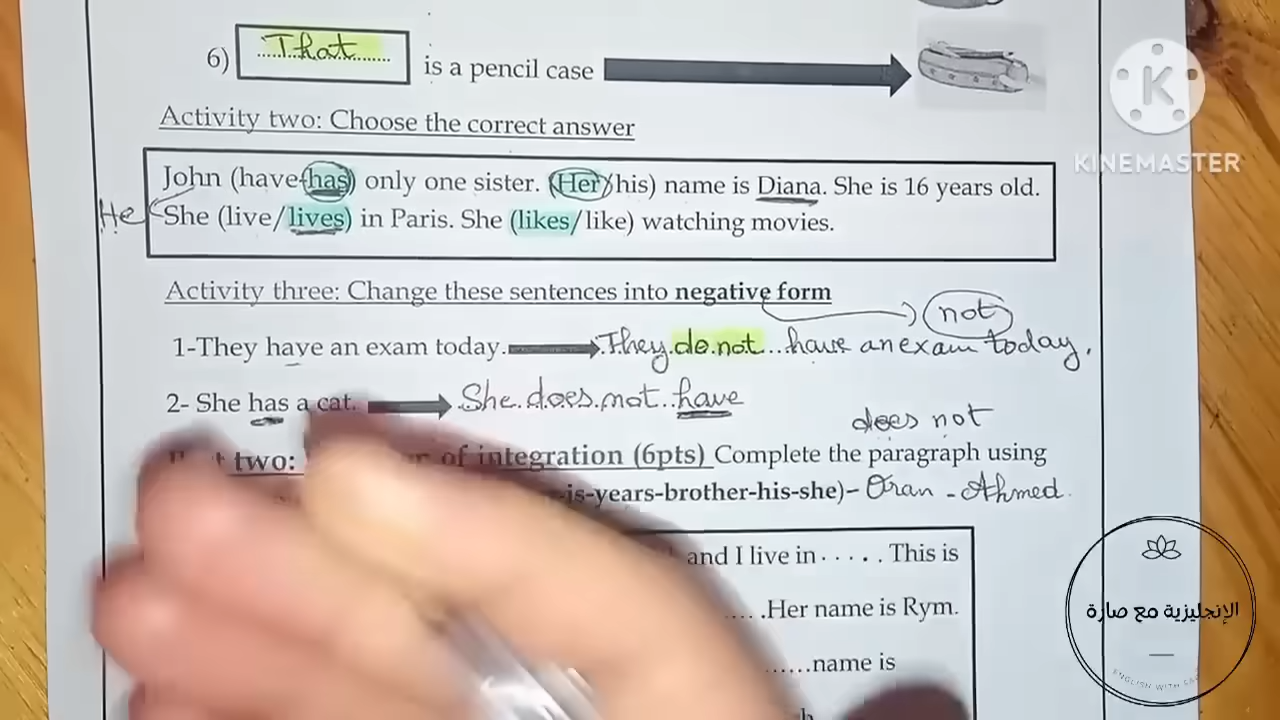 6) That is a pencil case
K
KINEMASTER
Activity two: Choose the correct answer
John (have/has) only one sister. (Her/his) name is Diana. She is 16 years old.
He
She (live/lives) in Paris. She (likes/like) watching movies.
Activity three: Change these sentences into negative form
not
1-They have an exam today. They do not have an exam today.
2- She has a cat. She does not have
does not
two: of integration (6pts) Complete the paragraph using
is-years-brother-his-she)- Oran - Ahmed.
and I live in ..... This is
.Her name is Rym.
......name is
الإنجليزية مع صارة